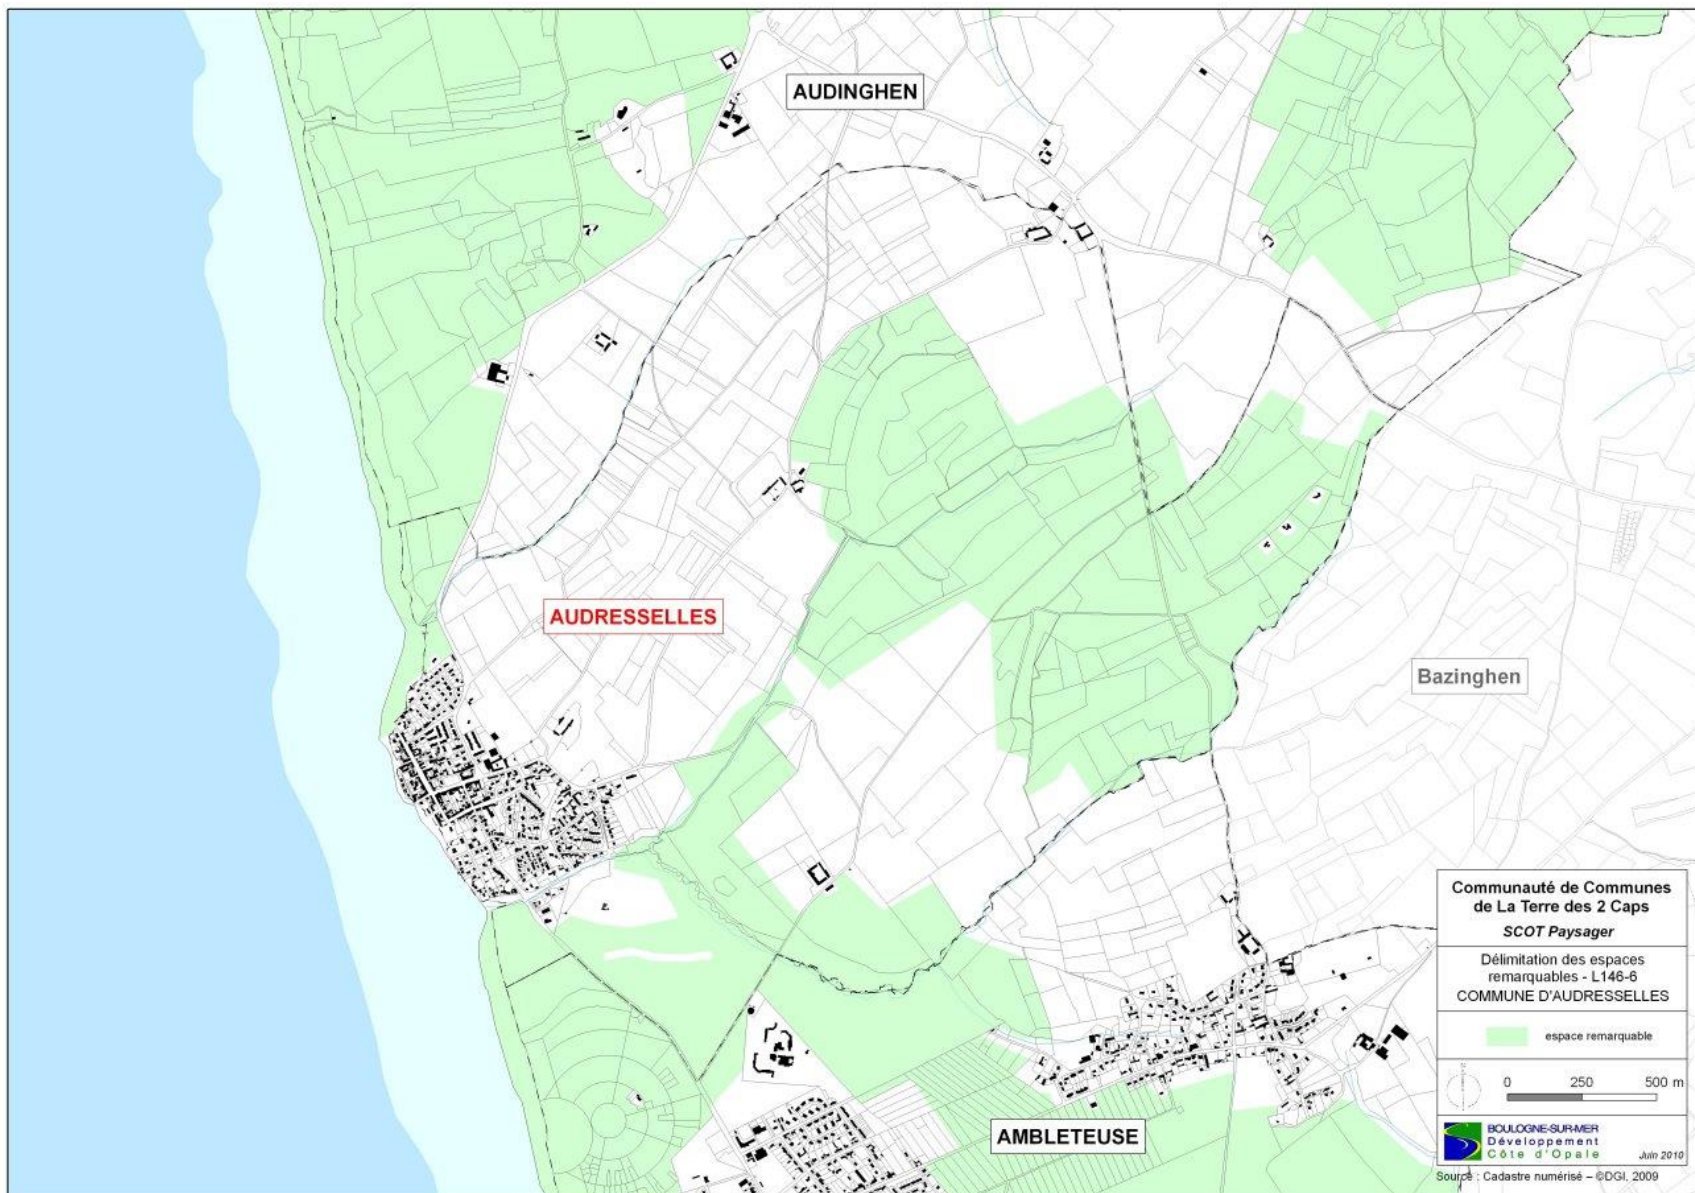 AUDINGHEN
AUDRESSELLES
Bazinghen
AMBLETEUSE
Communauté de Communes
de La Terre des 2 Caps
SCOT Paysager
Délimitation des espaces
remarquables - L146-6
COMMUNE D'AUDRESSELLES
espace remarquable
0 250 500 m
BOULOGNE-SUR-MER
Développement
Côte d'Opale
Juin 2010
Source : Cadastre numérisé – ©DGI, 2009